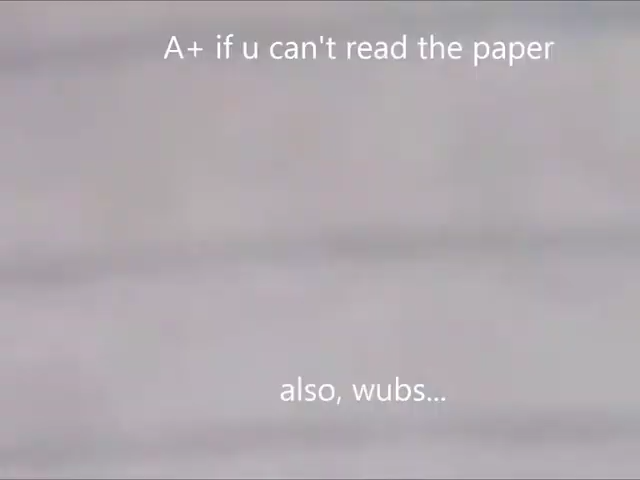 A+ if u can't read the paper
also, wubs...